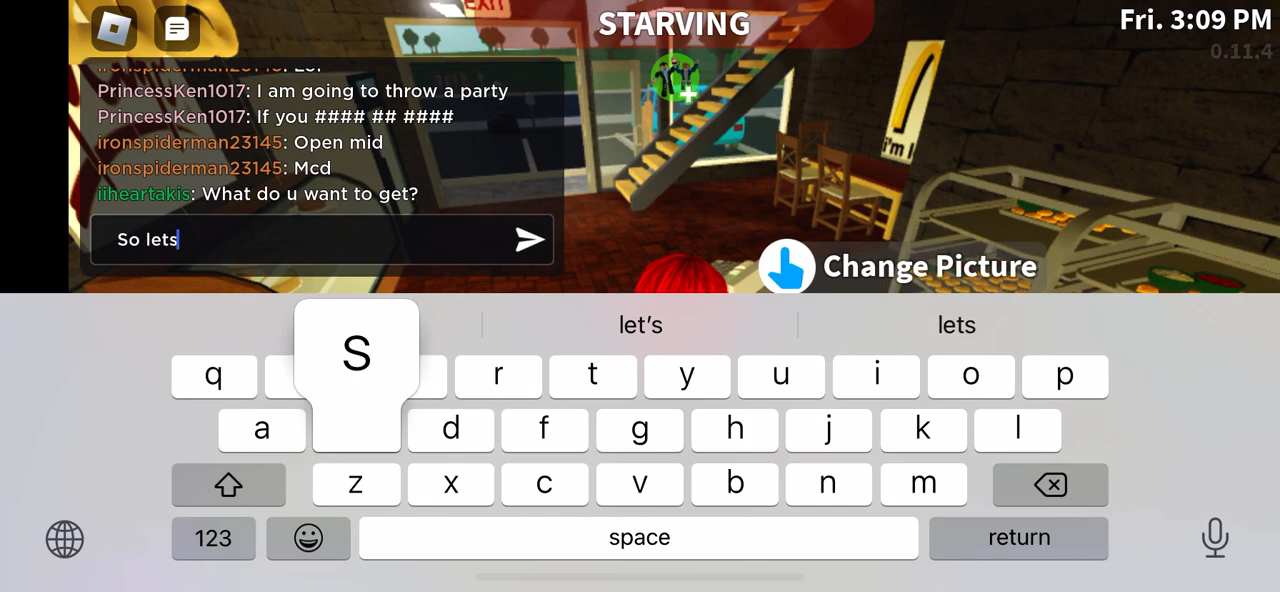 EXIT
STARVING
Fri. 3:09 PM
0.11.4
PrincessKen1017: I am going to throw a party
PrincessKen1017: If you #### ## ####
ironspiderman23145: Open mid
ironspiderman23145: Mcd
iiheartakis: What do u want to get?
So lets
i'm l
Change Picture
S
let's
lets
q r t y u i o p
a d f g h j k l
z x c v b n m
123 space return